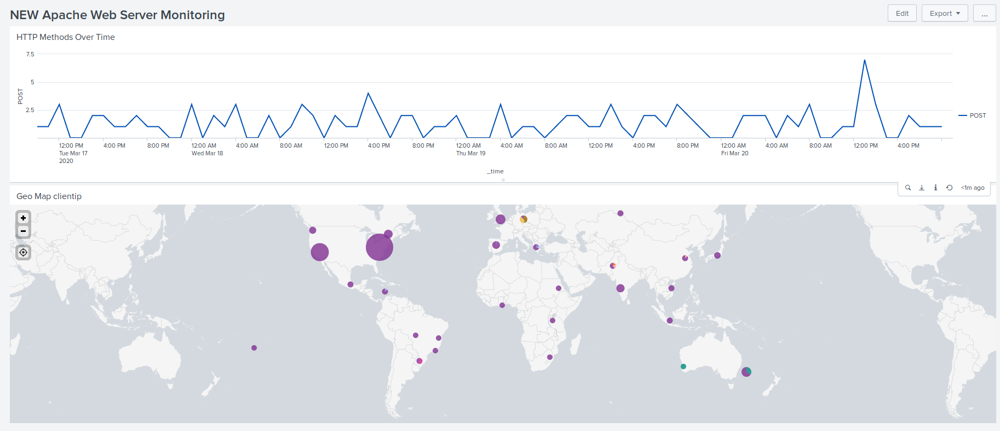 NEW Apache Web Server Monitoring
Edit
Export
...
HTTP Methods Over Time
7.5
5
2.5
POST
POST
12:00 PM 4:00 PM 8:00 PM 12:00 AM 4:00 AM 8:00 AM 12:00 PM 4:00 PM 8:00 PM 12:00 AM 4:00 AM 8:00 AM 12:00 PM 4:00 PM 8:00 PM 12:00 AM 4:00 AM 8:00 AM 12:00 PM 4:00 PM
Tue Mar 17 Wed Mar 18 Thu Mar 19 Fri Mar 20
2020
_time
<1m ago
Geo Map clientip